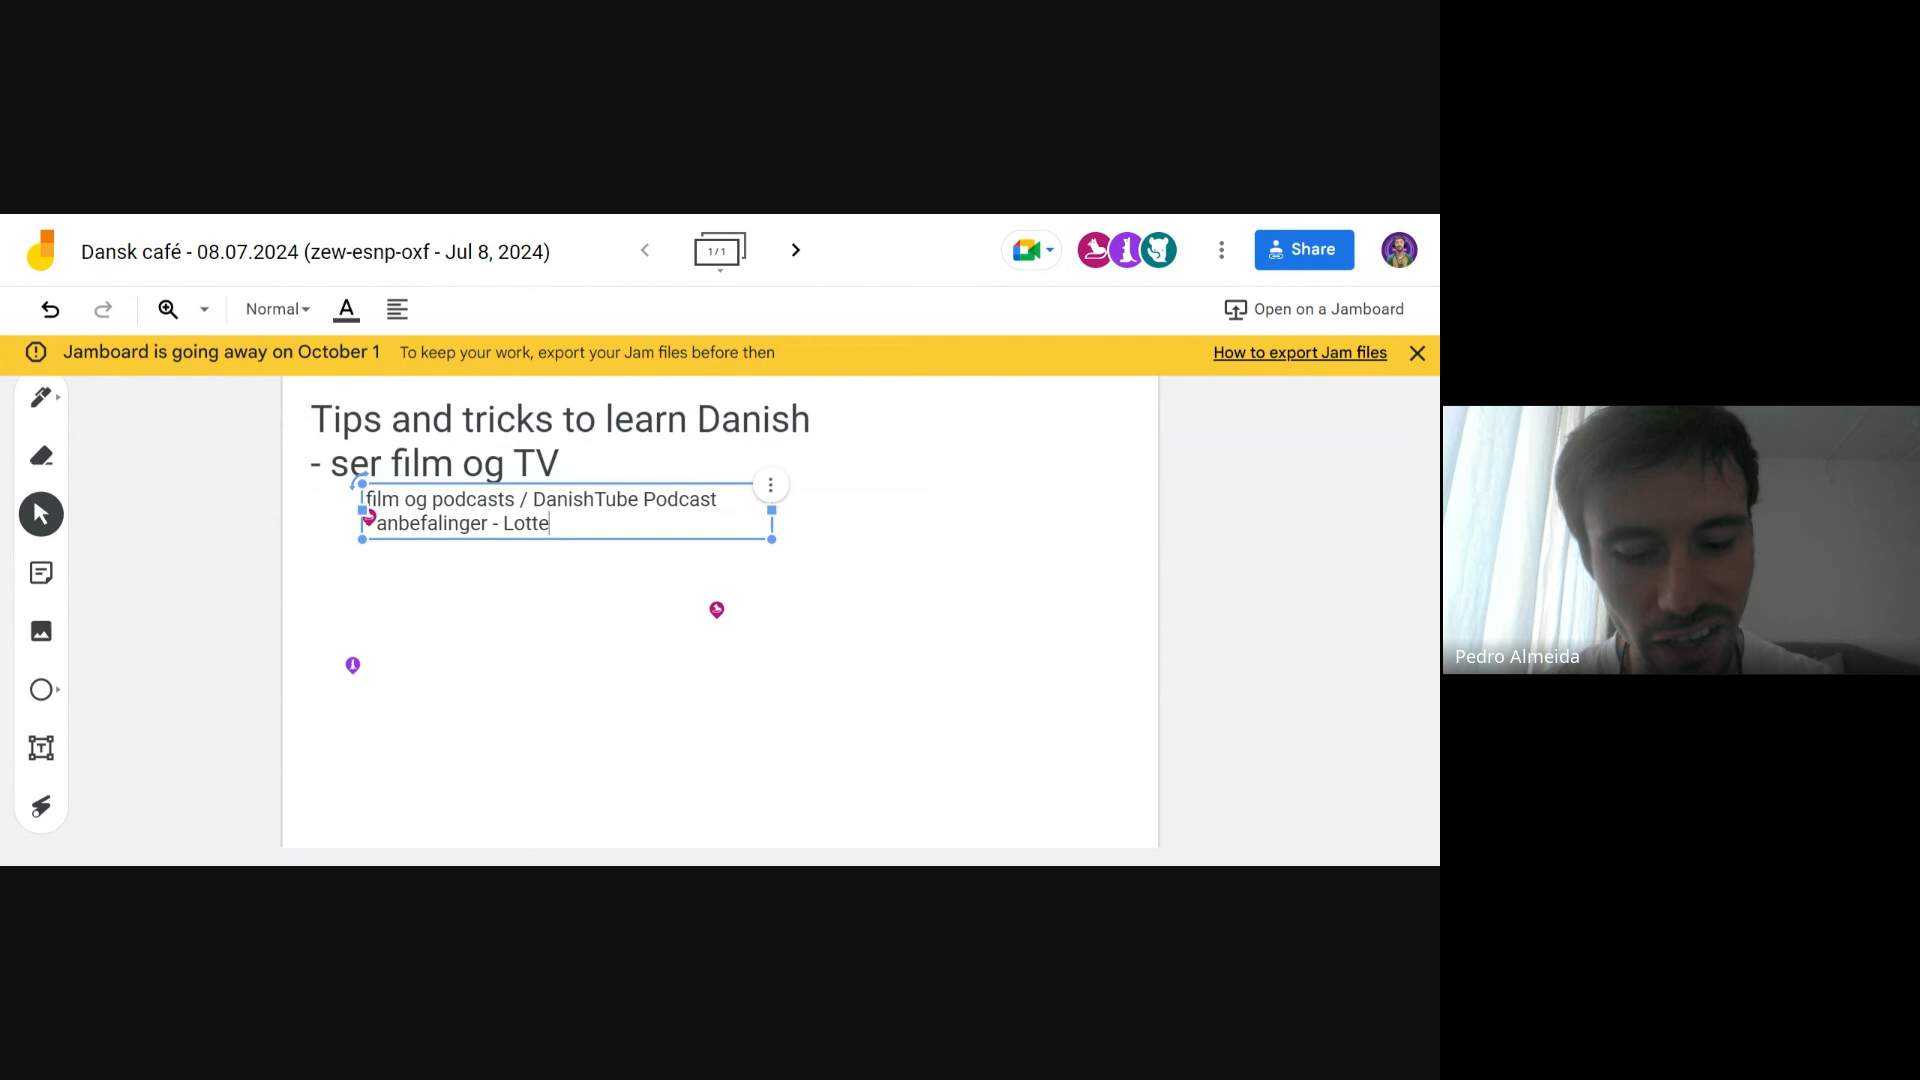 Dansk café - 08.07.2024 (zew-esnp-oxf - Jul 8, 2024)
1/1
Share
Normal
A
Open on a Jamboard
Jamboard is going away on October 1 To keep your work, export your Jam files before then
How to export Jam files
Tips and tricks to learn Danish
- ser film og TV
film og podcasts / DanishTube Podcast
anbefalinger - Lotte
Pedro Almeida